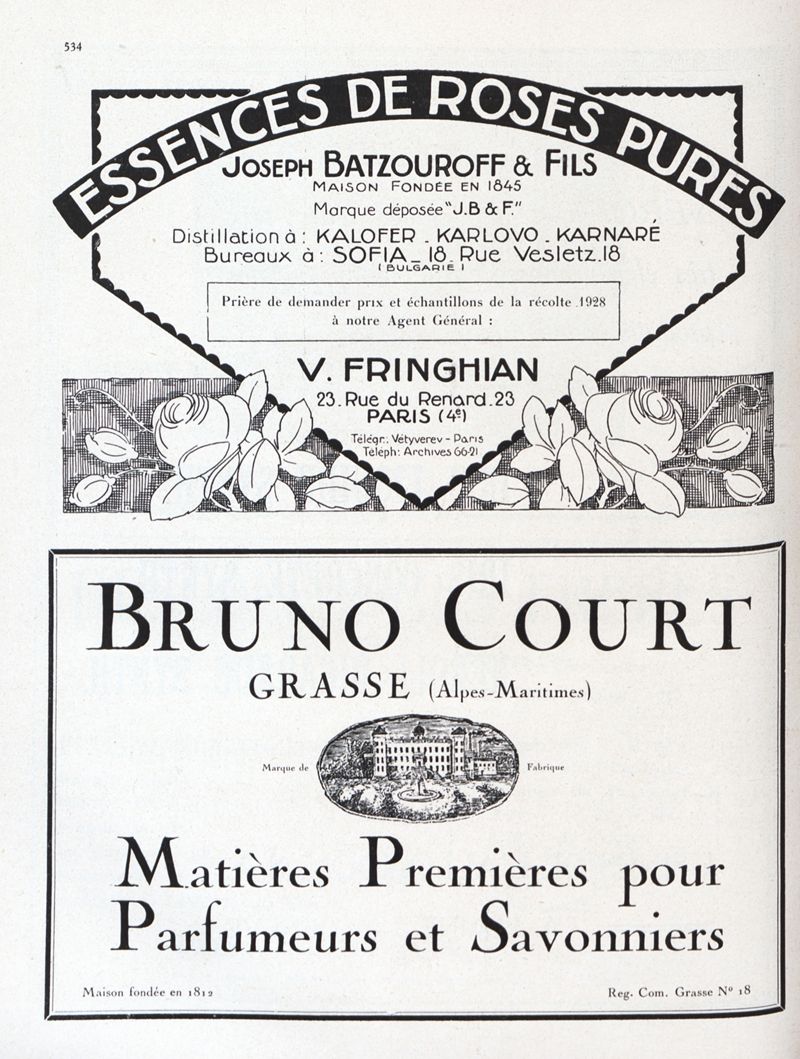 534
ESSENCES DE ROSES PURES
JOSEPH BATZOUROFF & FILS
MAISON FONDÉE EN 1845
Marque déposée "J.B & F."
Distillation à : KALOFER _ KARLOVO _ KARNARÉ
Bureaux à : SOFIA _ 18. Rue Vesletz.18
( BULGARIE )
Prière de demander prix et échantillons de la récolte 1928
à notre Agent Général :
V. FRINGHIAN
23. Rue du Renard. 23
PARIS (4e)
Télégr.: Vétyverev - Paris
Téléph: Archives 66-21
BRUNO COURT
GRASSE (Alpes-Maritimes)
Marque de Fabrique
Matières Premières pour
Parfumeurs et Savonniers
Maison fondée en 1812 Reg. Com. Grasse No 18